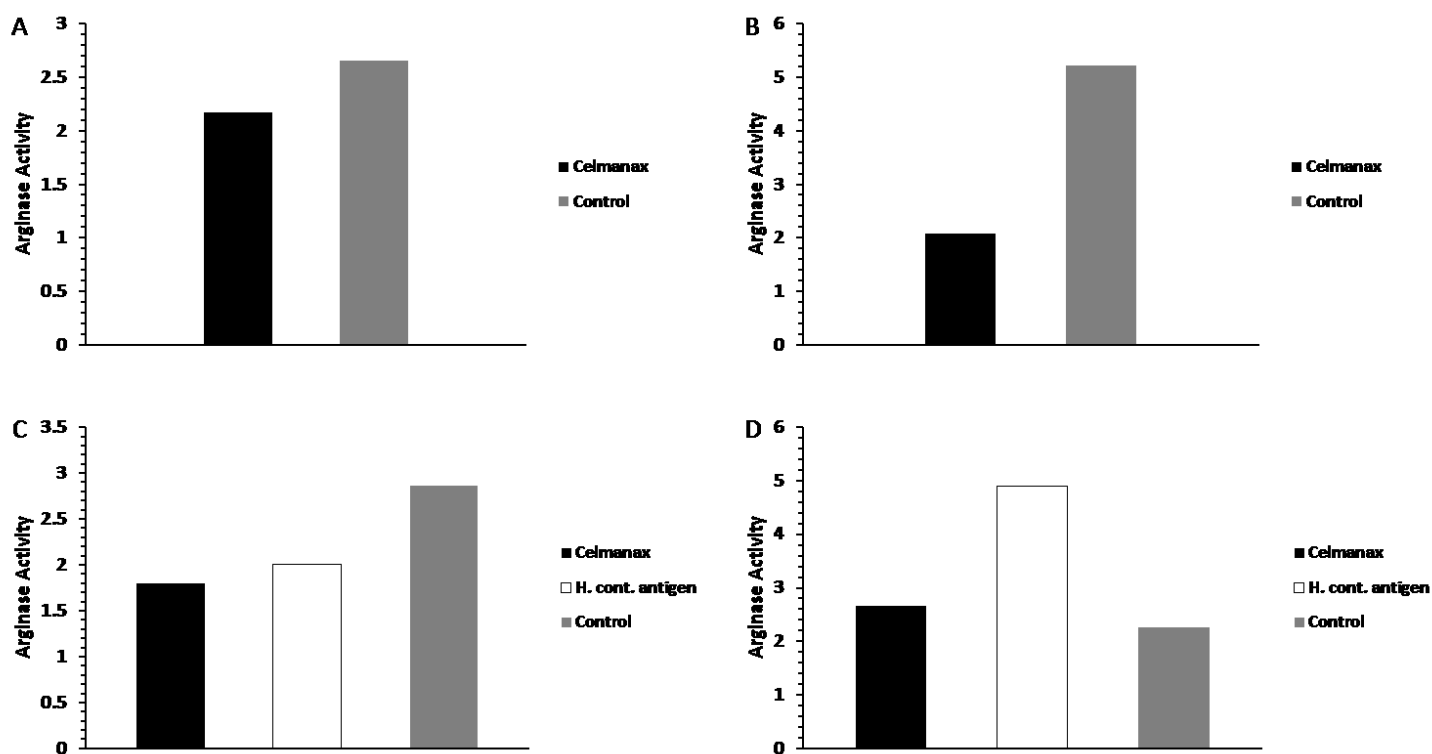 A
Arginase Activity
3
2.5
2
1.5
1
0.5
0
Celmanax
Control
B
Arginase Activity
6
5
4
3
2
1
0
Celmanax
Control
C
Arginase Activity
3.5
3
2.5
2
1.5
1
0.5
0
Celmanax
H. cont. antigen
Control
D
Arginase Activity
6
5
4
3
2
1
0
Celmanax
H. cont. antigen
Control